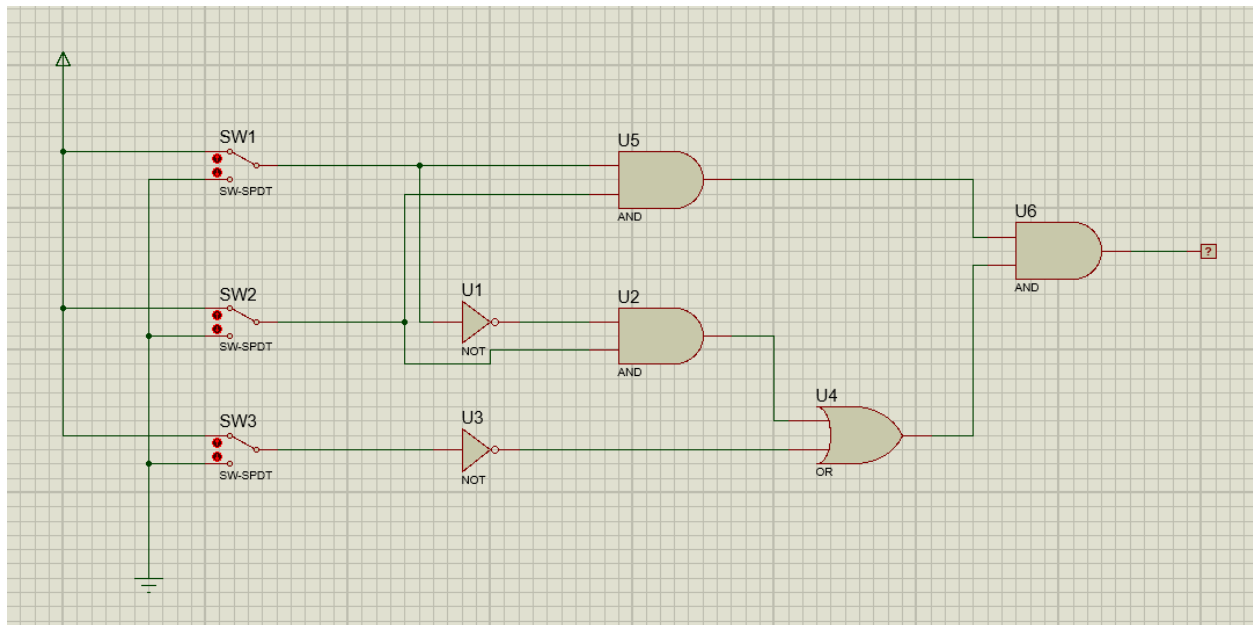 SW1
SW-SPDT
U5
AND
U6
AND
?
SW2
SW-SPDT
U1
NOT
U2
AND
SW3
SW-SPDT
U3
NOT
U4
OR